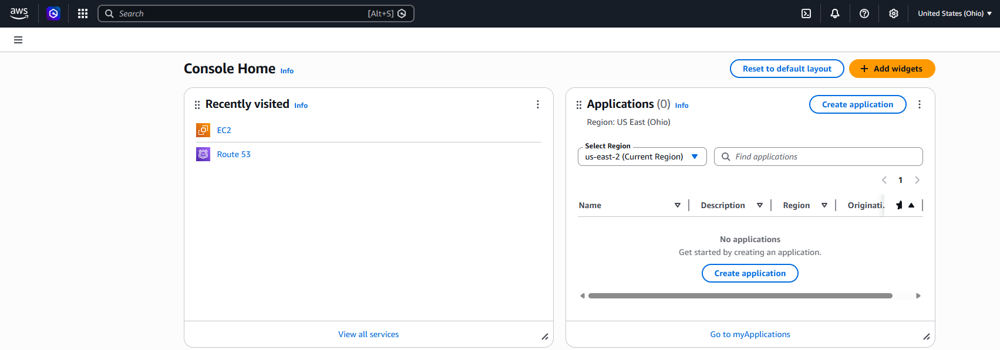 aws
Search
[Alt+S]
United States (Ohio)
Console Home Info
Reset to default layout
Add widgets
Recently visited Info
EC2
Route 53
View all services
Applications (0) Info
Create application
Region: US East (Ohio)
Select Region
us-east-2 (Current Region)
Find applications
1
Name
Description
Region
Originati.
No applications
Get started by creating an application.
Create application
Go to myApplications